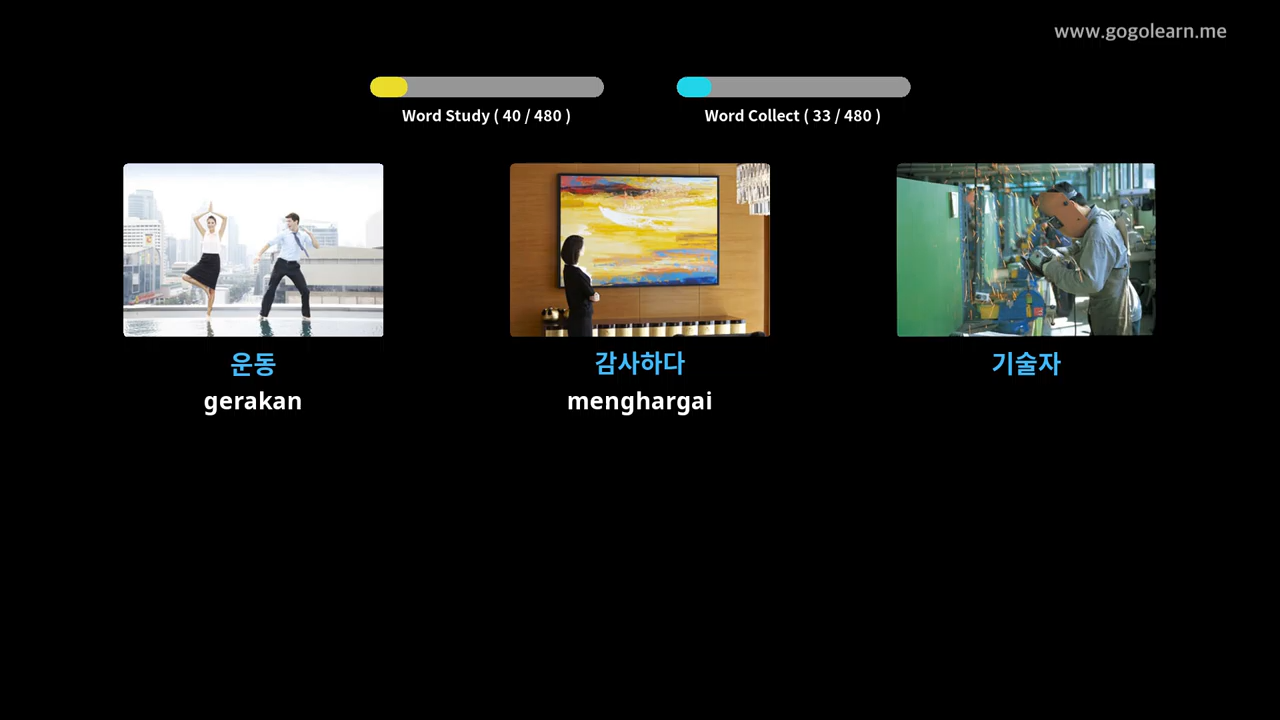 www.gogolearn.me
Word Study ( 40 / 480 )
Word Collect ( 33 / 480 )
운동
감사하다
기술자
gerakan
menghargai